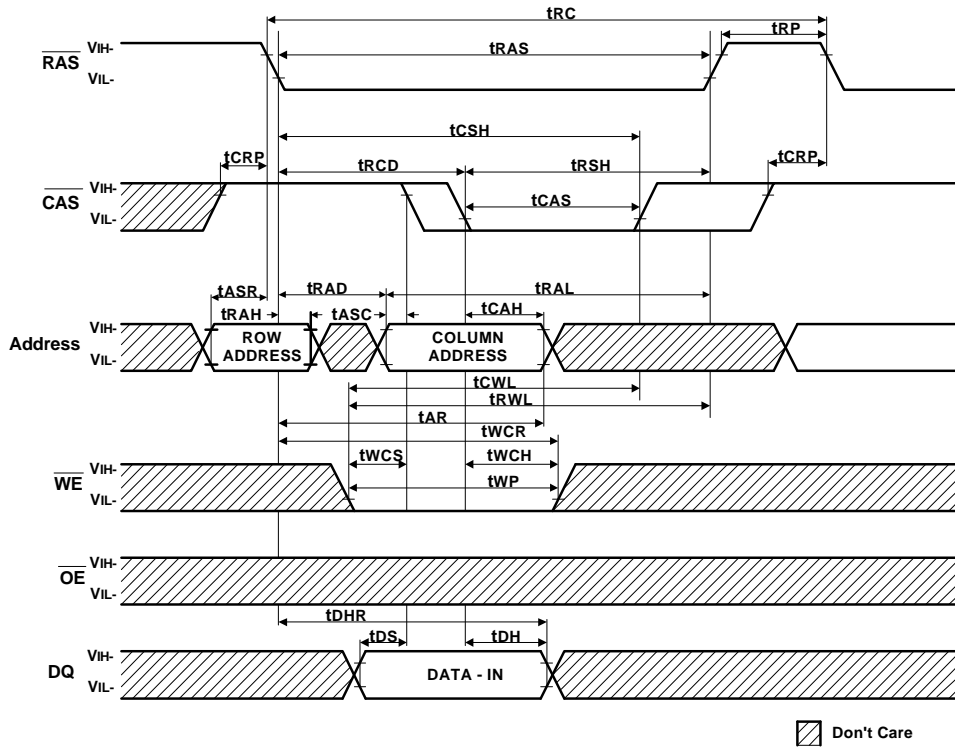 tRC
tRP
VIH-
RAS
tRAS
VIL-
tCSH
tCRP
tRCD
tRSH
tCRP
VIH-
CAS
tCAS
VIL-
tASR
tRAD
tRAL
tRAH
tASC
tCAH
VIH-
Address
ROW
ADDRESS
COLUMN
ADDRESS
VIL-
tCWL
tRWL
tAR
tWCR
VIH-
tWCS
tWCH
WE
tWP
VIL-
VIH-
OE
VIL-
tDHR
tDS
tDH
VIH-
DQ
DATA - IN
VIL-
Don't Care